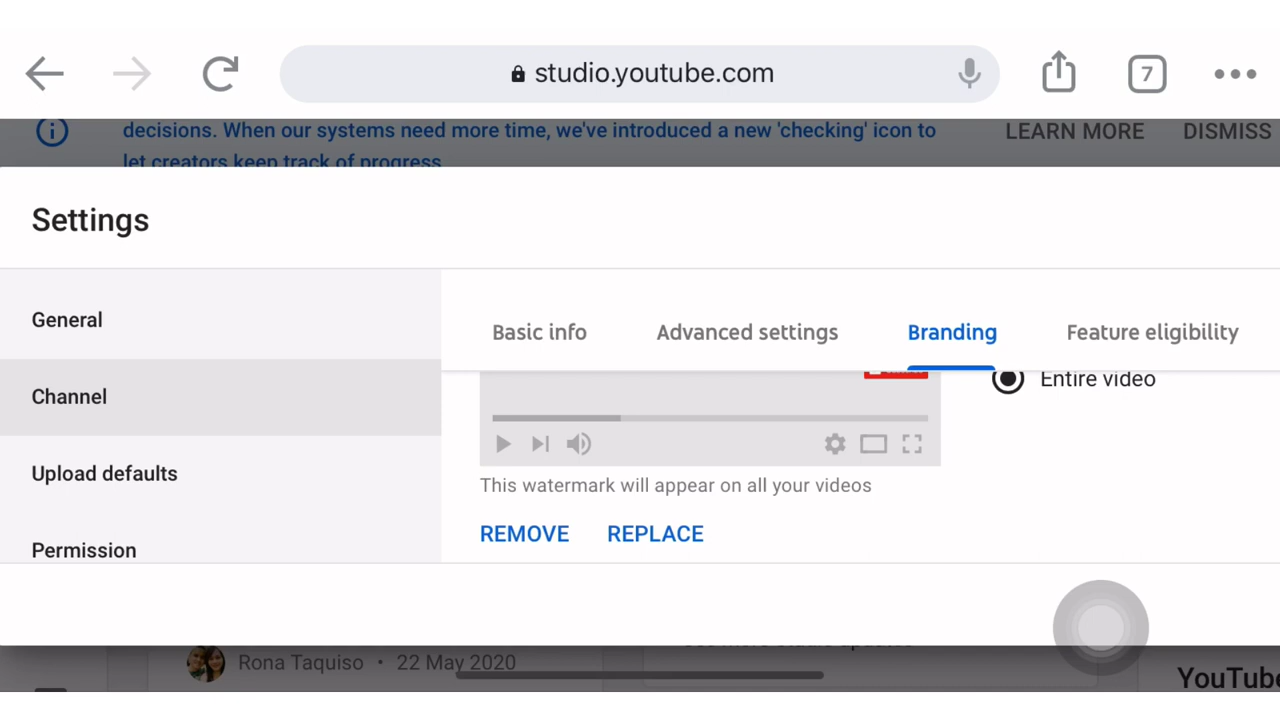 studio.youtube.com
7
decisions. When our systems need more time, we've introduced a new 'checking' icon to
let creators keep track of progress
LEARN MORE
DISMISS
Settings
General
Channel
Upload defaults
Permission
Basic info
Advanced settings
Branding
Feature eligibility
Entire video
This watermark will appear on all your videos
REMOVE
REPLACE
Rona Taquiso • 22 May 2020
YouTube